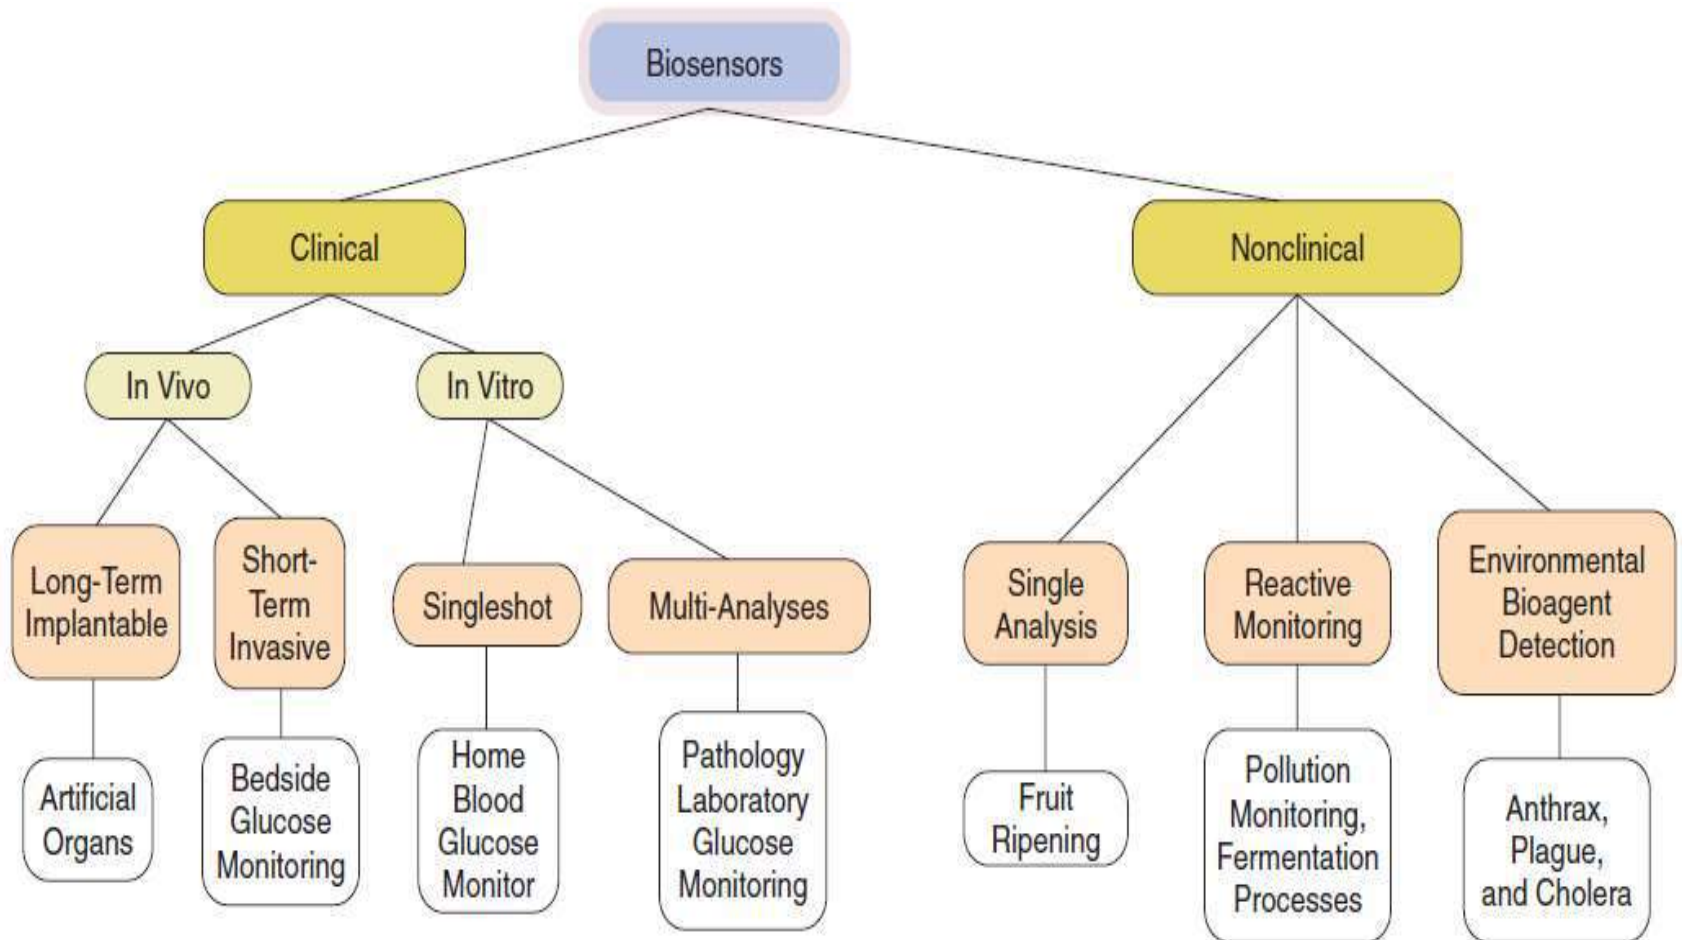 Biosensors
Clinical
Nonclinical
In Vivo
In Vitro
Long-Term
Implantable
Short-
Term
Invasive
Singleshot
Multi-Analyses
Single
Analysis
Reactive
Monitoring
Environmental
Bioagent
Detection
Artificial
Organs
Bedside
Glucose
Monitoring
Home
Blood
Glucose
Monitor
Pathology
Laboratory
Glucose
Monitoring
Fruit
Ripening
Pollution
Monitoring,
Fermentation
Processes
Anthrax,
Plague,
and Cholera